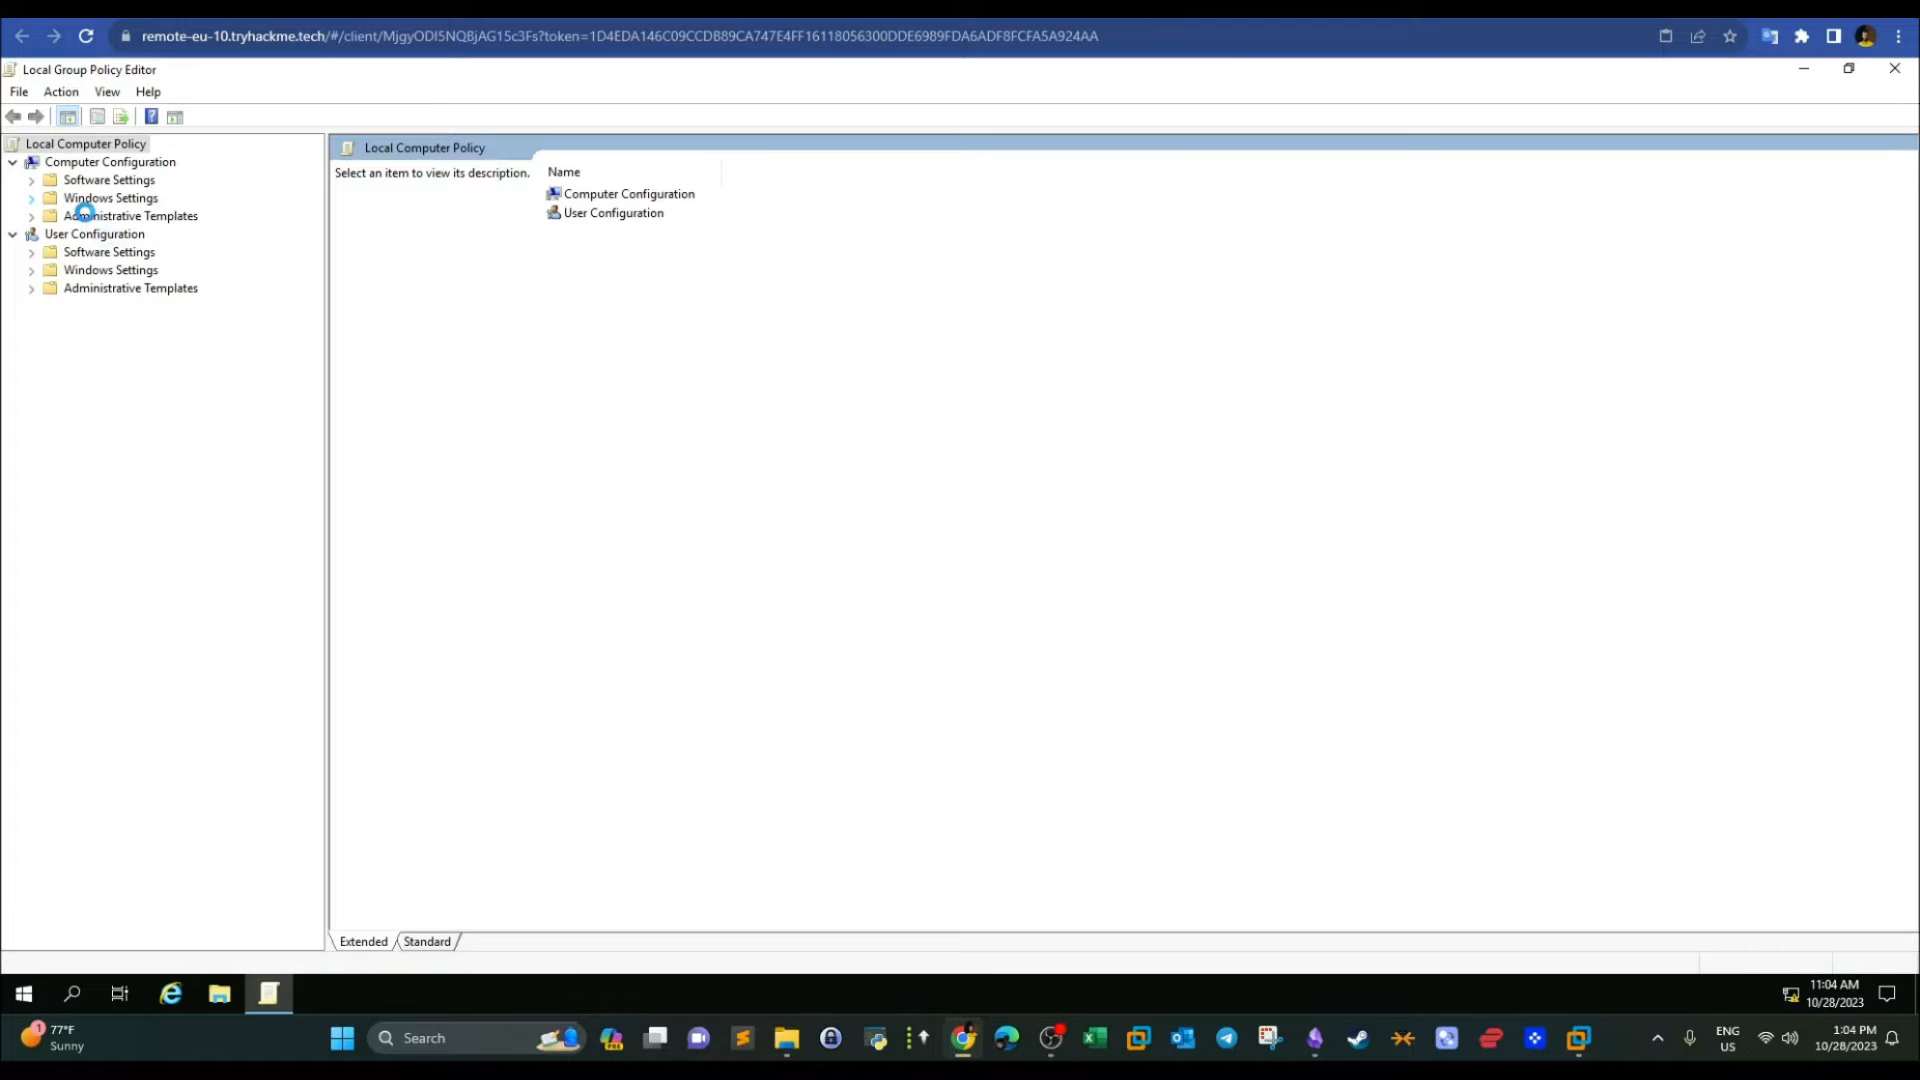 remote-eu-10.tryhackme.tech/#/client/MjgyODI5NQBjAG15c3Fs?token=1D4EDA146C09CCDB89CA747E4FF16118056300DDE6989FDA6ADF8FCFA5A924AA
Local Group Policy Editor
File Action View Help
Local Computer Policy
Computer Configuration
Software Settings
Windows Settings
Administrative Templates
User Configuration
Software Settings
Windows Settings
Administrative Templates
Local Computer Policy
Select an item to view its description.
Name
Computer Configuration
User Configuration
Extended
Standard
11:04 AM
10/28/2023
1
77°F
Sunny
Search
PRE
ENG
US
1:04 PM
10/28/2023